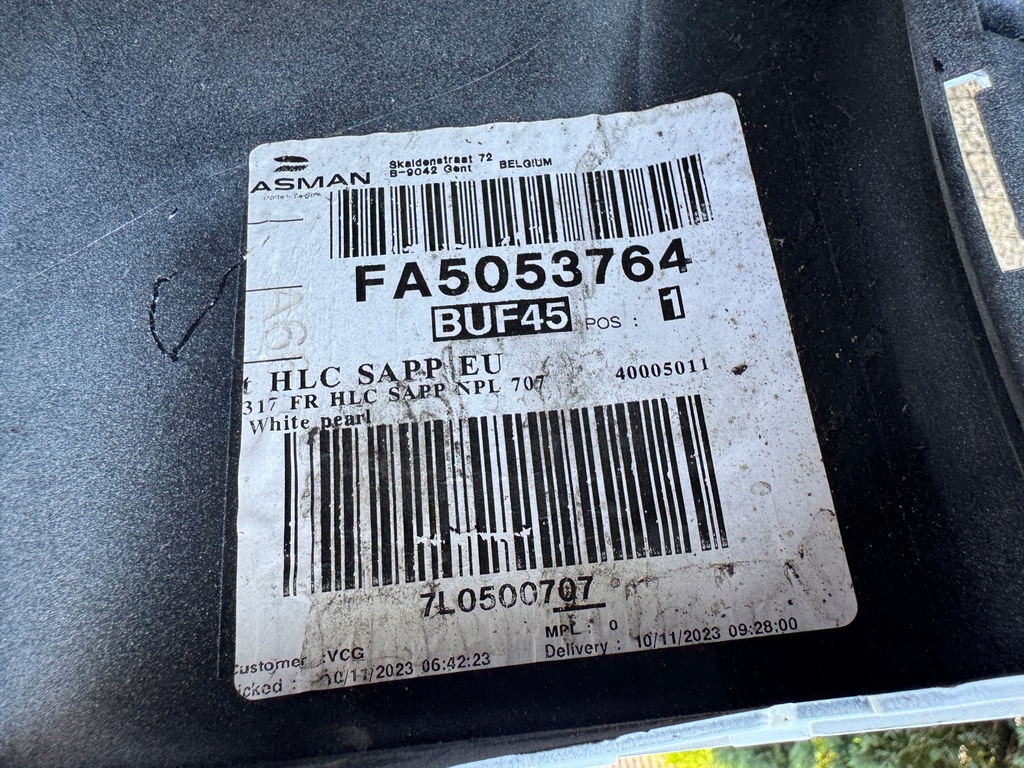 ASMAN
Skaldenstraat 72
B-9042 Gent BELGIUM
FA5053764
BUF45 POS : 1
t HLC SAPP EU
317 FR HLC SAPP NPL 707 40005011
White pearl
7L0500707
MPL : 0
ustomer :VCG
Delivery : 10/11/2023 09:28:00
icked : 10/11/2023 06:42:23